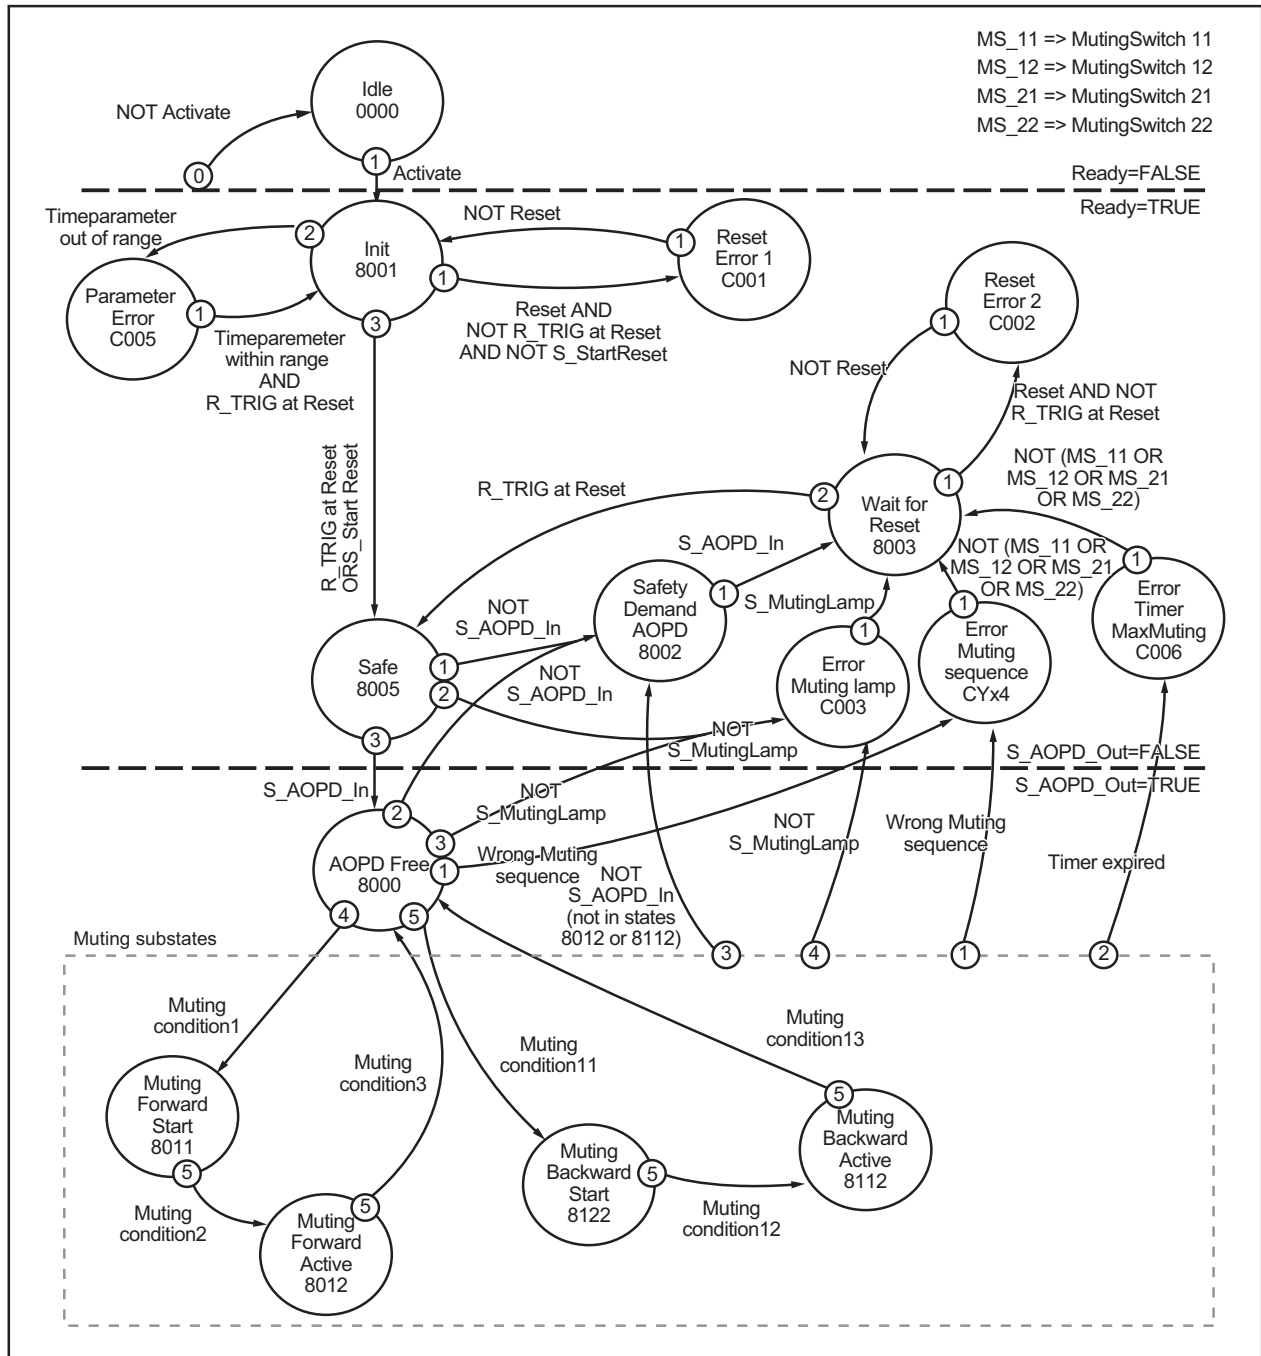 MS_11 => MutingSwitch 11
MS_12 => MutingSwitch 12
MS_21 => MutingSwitch 21
MS_22 => MutingSwitch 22
Idle
0000
NOT Activate
0
1
Activate
Ready=FALSE
Ready=TRUE
Timeparameter
out of range
2
Init
8001
NOT Reset
1
Reset
Error 1
C001
1
Reset AND
NOT R_TRIG at Reset
AND NOT S_StartReset
Parameter
Error
C005
1
Timeparemeter
within range
AND
R_TRIG at Reset
3
Reset
Error 2
C002
1
NOT Reset
Reset AND NOT
R_TRIG at Reset
R_TRIG at Reset
ORS_Start Reset
R_TRIG at Reset
2
Wait for
Reset
8003
1
NOT (MS_11 OR
MS_12 OR MS_21
OR MS_22)
NOT (MS_11 OR
MS_12 OR MS_21
OR MS_22)
S_AOPD_In
S_MutingLamp
Safety
Demand
AOPD
8002
1
Error
Muting lamp
C003
1
Error
Muting
sequence
CYx4
1
Error
Timer
MaxMuting
C006
1
Safe
8005
1
2
3
NOT
S_AOPD_In
NOT
S_AOPD_In
NOT
S_MutingLamp
S_AOPD_Out=FALSE
S_AOPD_Out=TRUE
S_AOPD_In
2
3
1
4
5
AOPD Free
8000
NOT
S_MutingLamp
Wrong Muting
sequence
NOT
S_AOPD_In
(not in states
8012 or 8112)
NOT
S_MutingLamp
Wrong Muting
sequence
Timer expired
3
4
1
2
Muting substates
Muting
condition1
Muting
condition3
Muting
condition11
Muting
condition13
Muting
Forward
Start
8011
5
Muting
condition2
Muting
Forward
Active
8012
5
Muting
Backward
Start
8122
5
Muting
condition12
5
Muting
Backward
Active
8112